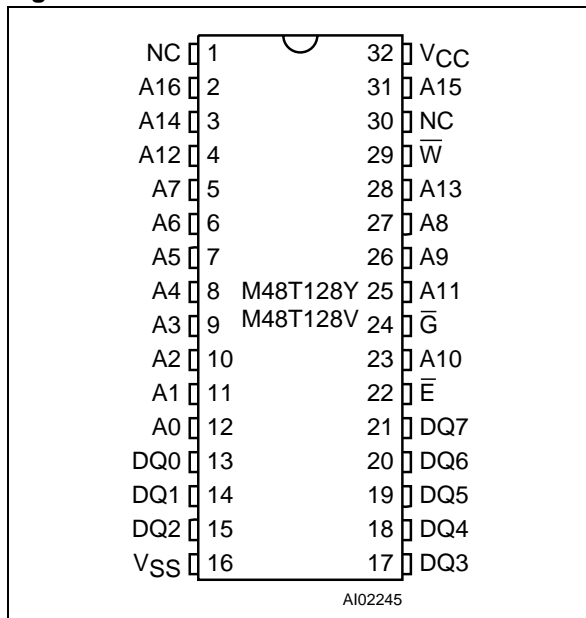 NC 1 32 VCC
A16 2 31 A15
A14 3 30 NC
A12 4 29 W̅
A7 5 28 A13
A6 6 27 A8
A5 7 26 A9
A4 8 M48T128Y 25 A11
A3 9 M48T128V 24 G̅
A2 10 23 A10
A1 11 22 E̅
A0 12 21 DQ7
DQ0 13 20 DQ6
DQ1 14 19 DQ5
DQ2 15 18 DQ4
VSS 16 17 DQ3
AI02245